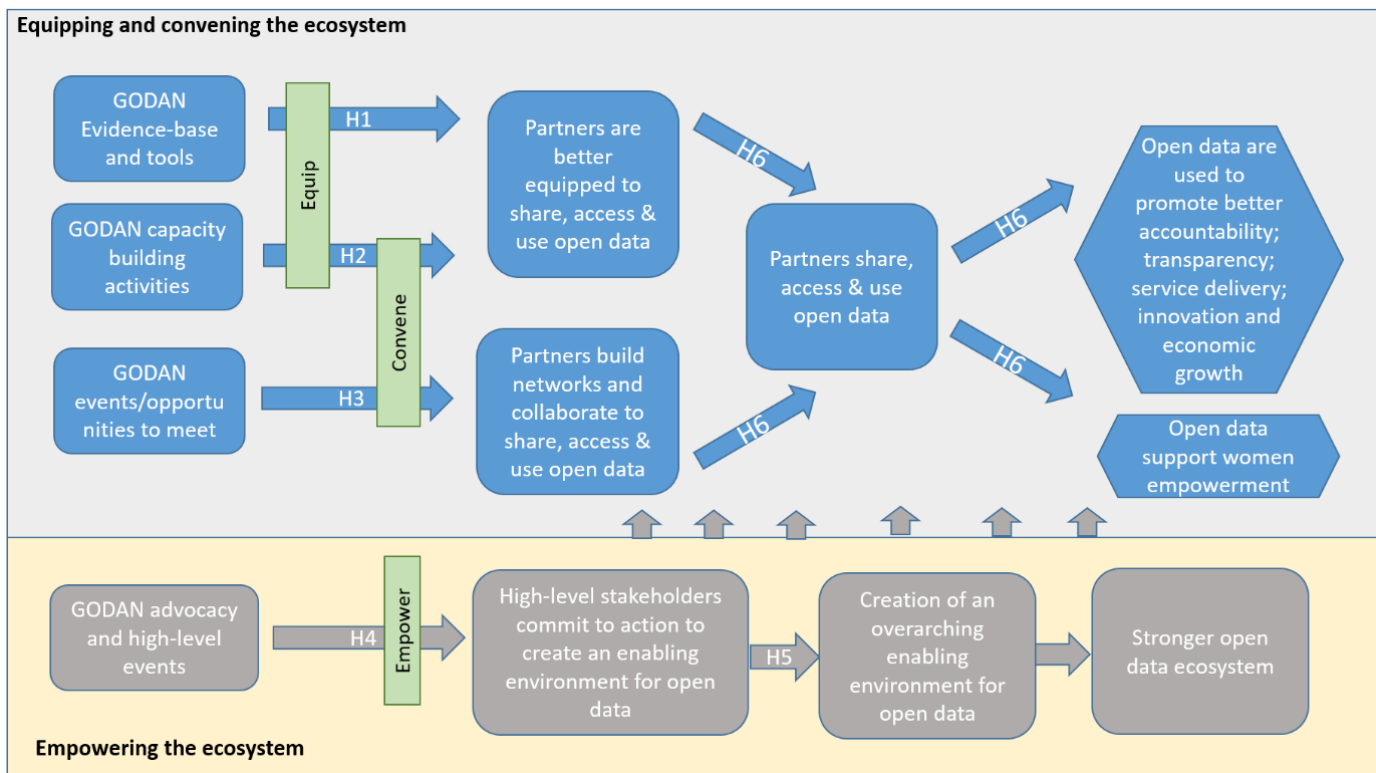 Equipping and convening the ecosystem
GODAN
Evidence-base
and tools
H1
Equip
Partners are
better
equipped to
share, access &
use open data
H6
Open data are
used to
promote better
accountability;
transparency;
service delivery;
innovation and
economic
growth
GODAN capacity
building
activities
H2
Convene
Partners share,
access & use
open data
H6
GODAN
events/opportu
nities to meet
H3
Partners build
networks and
collaborate to
share, access &
use open data
H6
H6
Open data
support women
empowerment
GODAN advocacy
and high-level
events
H4
Empower
High-level stakeholders
commit to action to
create an enabling
environment for open
data
H5
Creation of an
overarching
enabling
environment for
open data
Stronger open
data ecosystem
Empowering the ecosystem